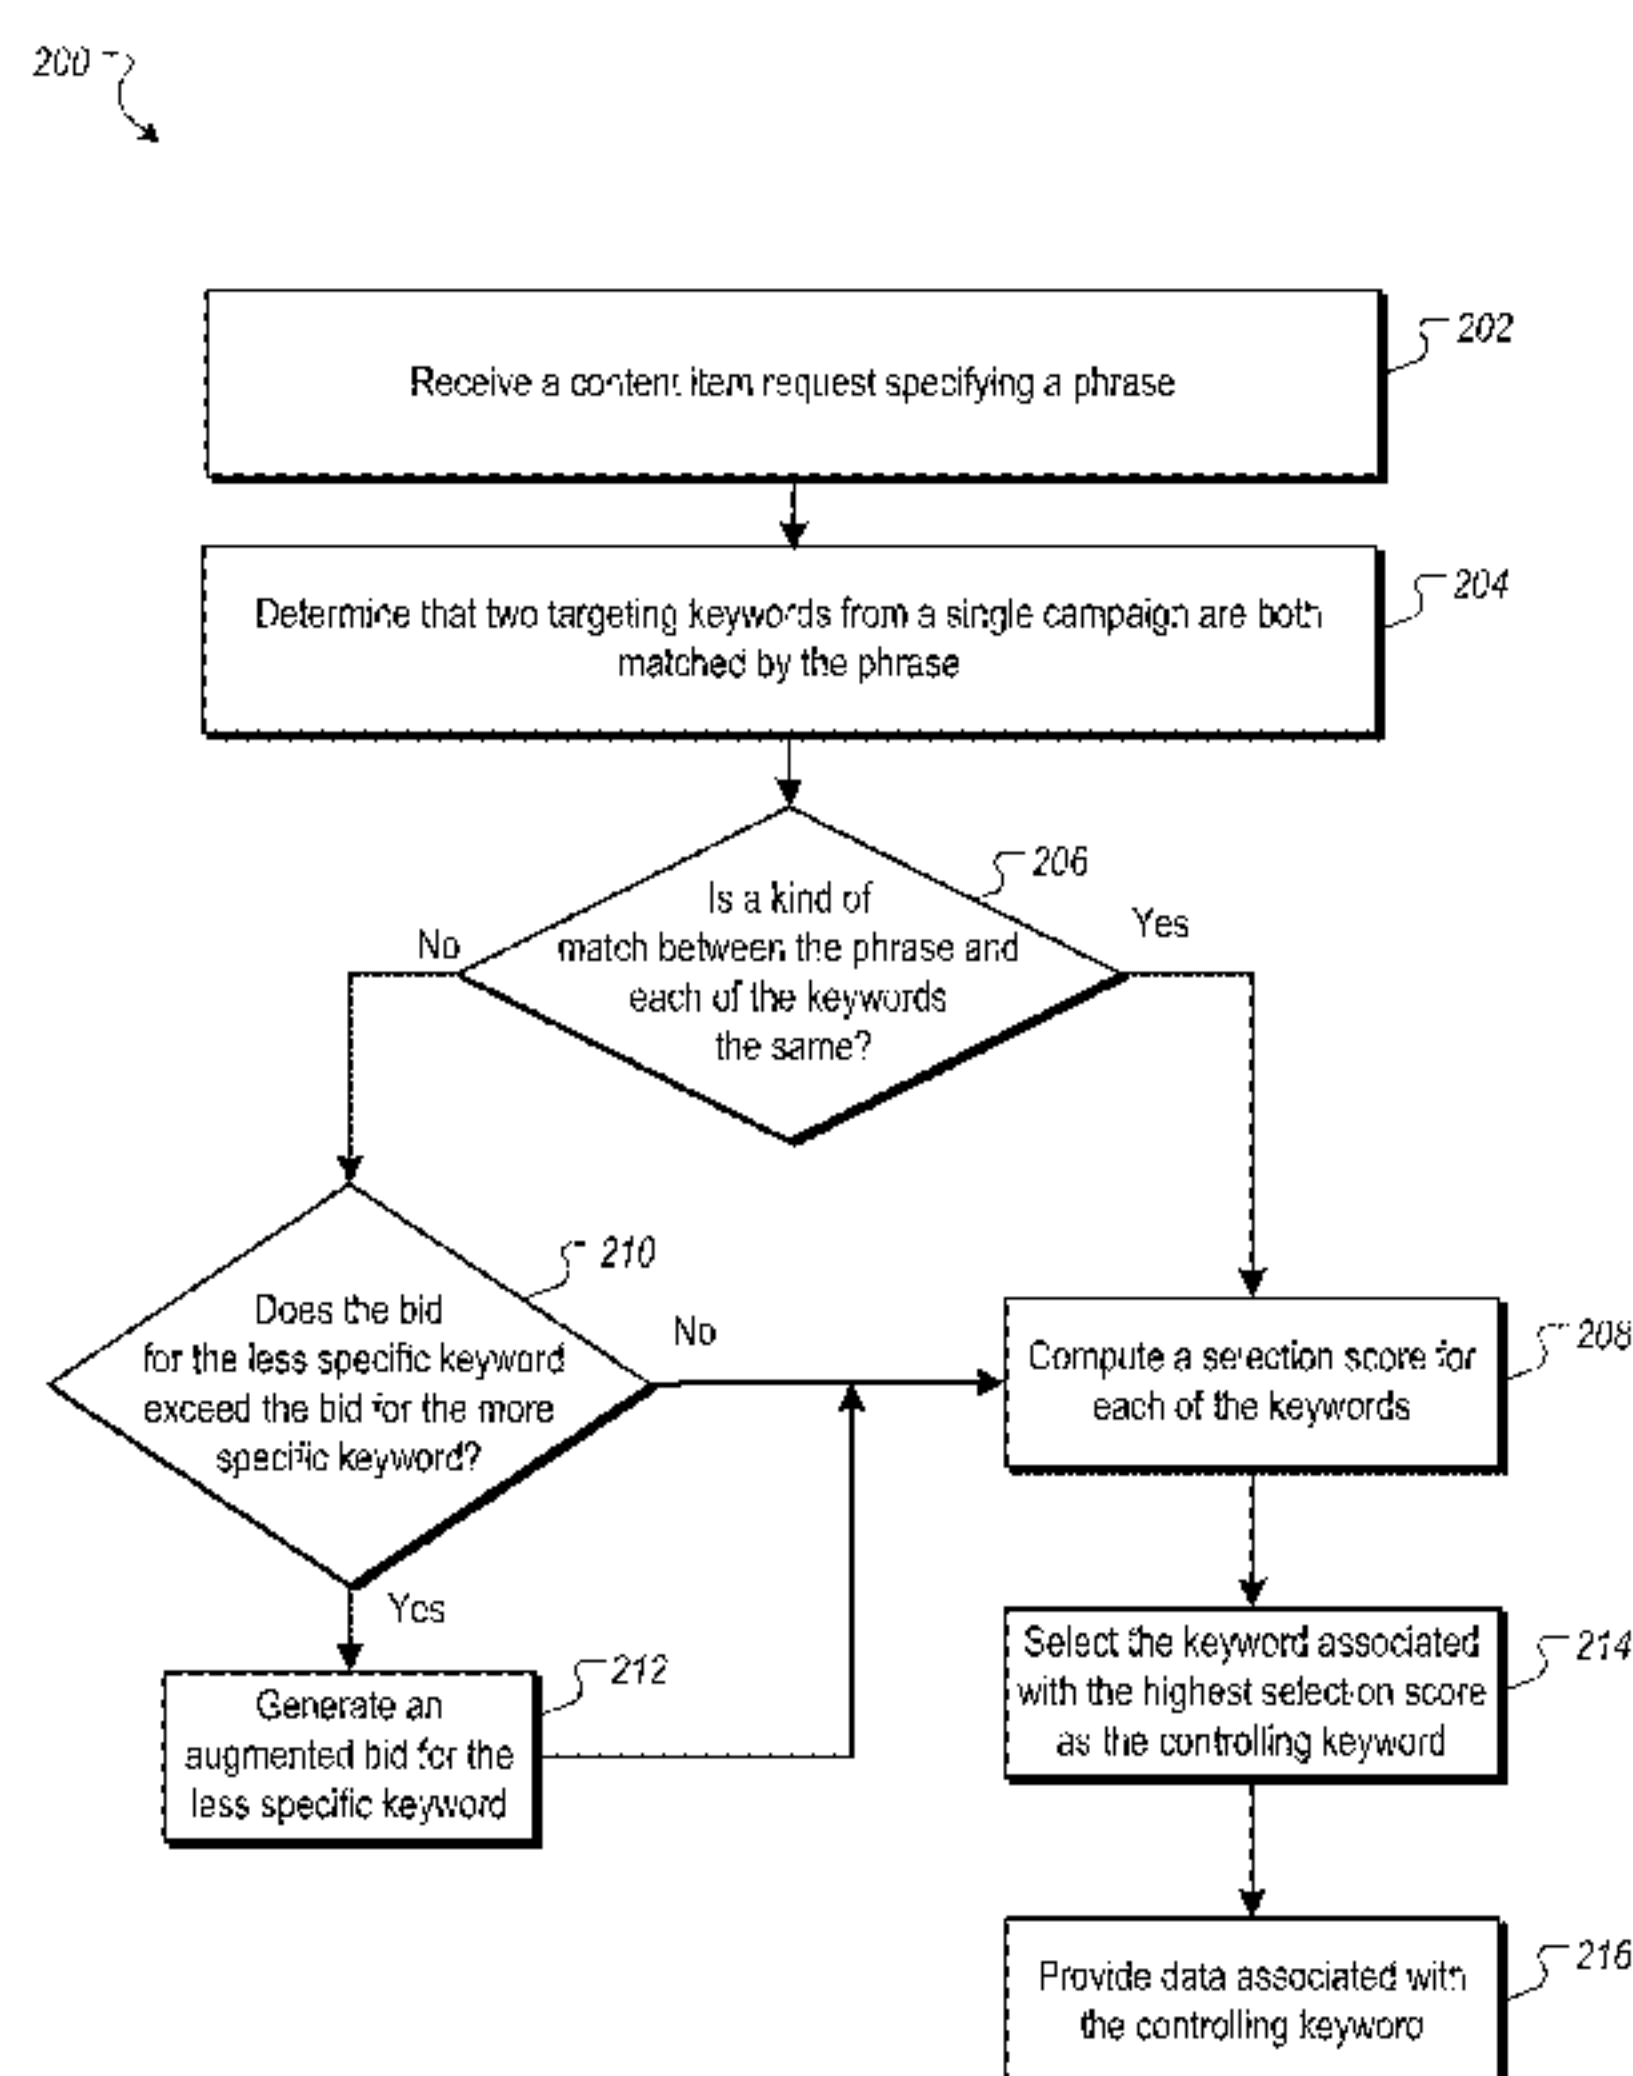 200
202
Receive a content item request specifying a phrase
204
Determine that two targeting keywords from a single campaign are both
matched by the phrase
206
Is a kind of
match between the phrase and
each of the keywords
the same?
No
Yes
210
Does the bid
for the less specific keyword
exceed the bid for the more
specific keyword?
No
208
Compute a selection score for
each of the keywords
Yes
212
Generate an
augmented bid for the
less specific keyword
214
Select the keyword associated
with the highest selection score
as the controlling keyword
216
Provide data associated with
the controlling keyword